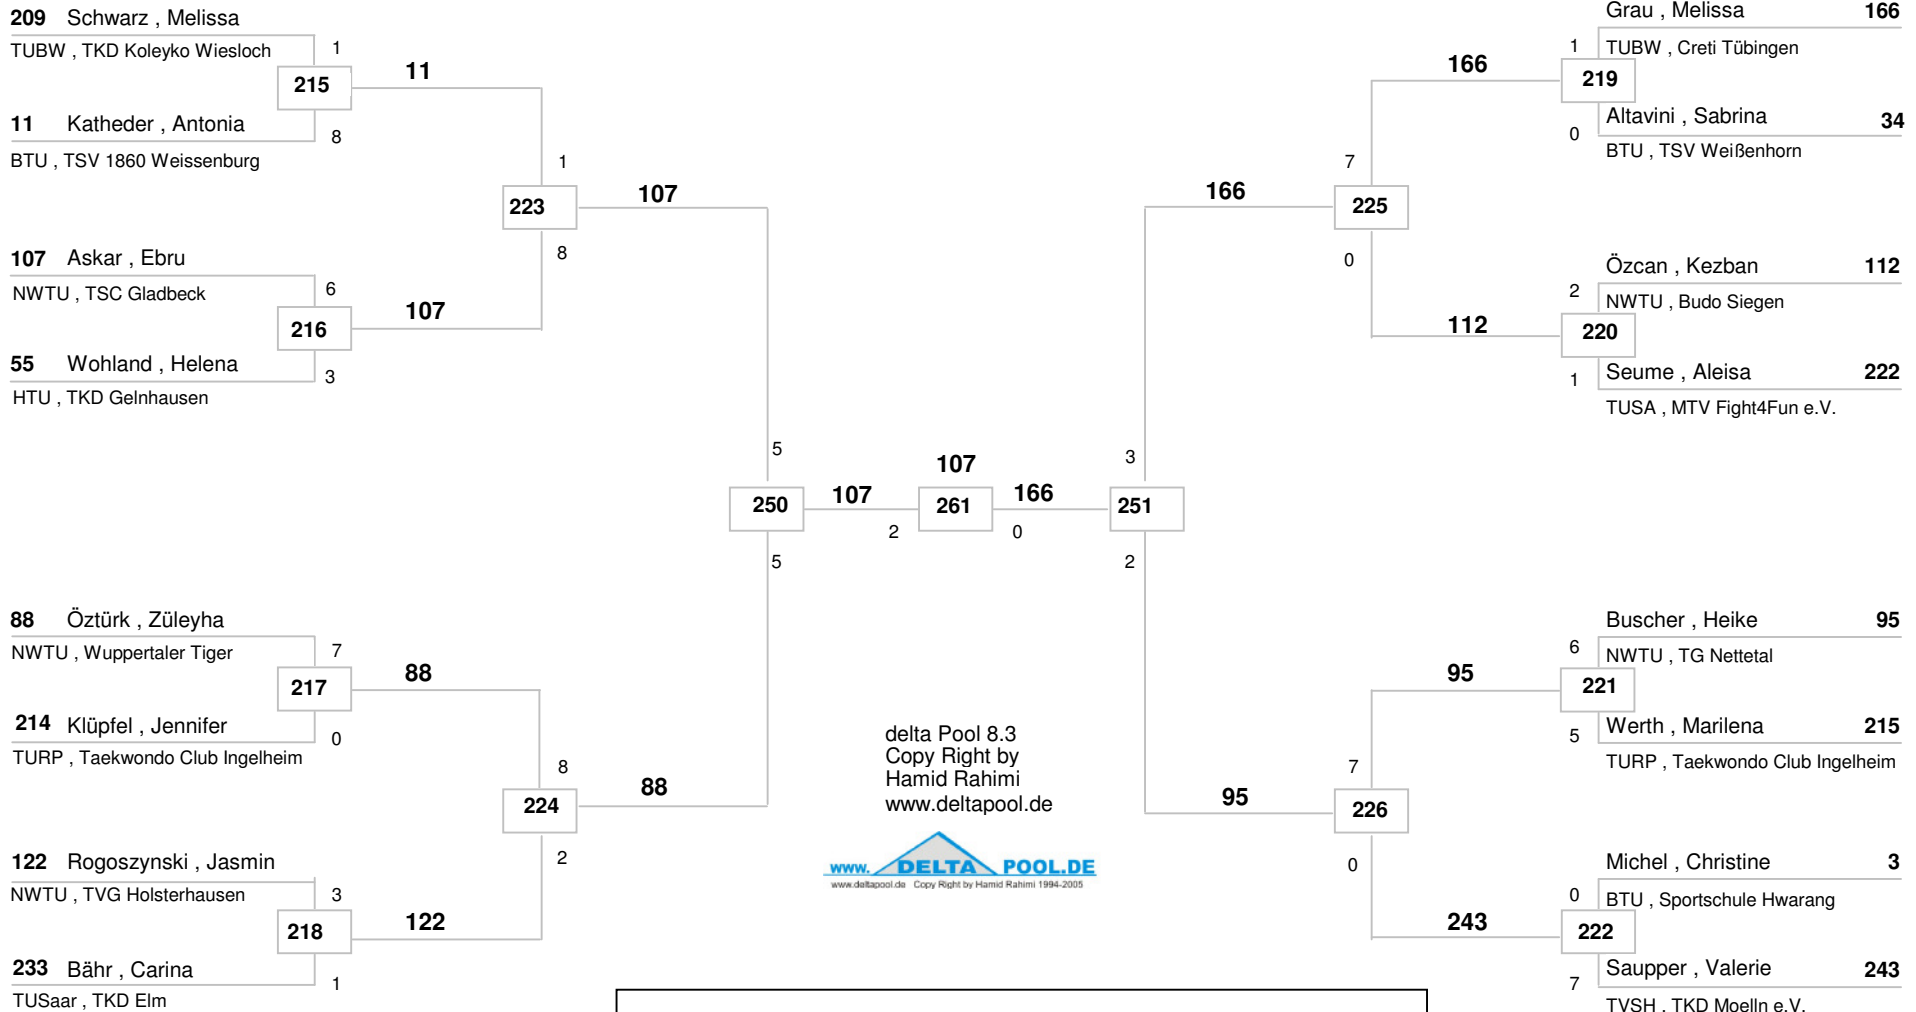 209 Schwarz , Melissa
TUBW , TKD Koleyko Wiesloch
1
215
11
11 Katheder , Antonia
8
BTU , TSV 1860 Weissenburg
1
223
107
8
107 Askar , Ebru
NWTU , TSC Gladbeck
6
216
107
55 Wohland , Helena
3
HTU , TKD Gelnhausen
5
250
107
2
5
107
261
166
0
88 Öztürk , Züleyha
NWTU , Wuppertaler Tiger
7
217
88
214 Klüpfel , Jennifer
0
TURP , Taekwondo Club Ingelheim
8
224
88
2
122 Rogoszynski , Jasmin
NWTU , TVG Holsterhausen
3
218
122
233 Bähr , Carina
1
TUSaar , TKD Elm
Grau , Melissa 166
1
TUBW , Creti Tübingen
166
219
Altavini , Sabrina 34
0
BTU , TSV Weißenhorn
7
166
225
0
Özcan , Kezban 112
2
NWTU , Budo Siegen
112
220
Seume , Aleisa 222
1
TUSA , MTV Fight4Fun e.V.
3
251
2
Buscher , Heike 95
6
NWTU , TG Nettetal
95
221
Werth , Marilena 215
5
TURP , Taekwondo Club Ingelheim
7
95
226
0
Michel , Christine 3
0
BTU , Sportschule Hwarang
243
222
Saupper , Valerie 243
7
TVSH , TKD Moelln e.V.
delta Pool 8.3
Copy Right by
Hamid Rahimi
www.deltapool.de
www. DELTA POOL.DE
www.deltapool.de Copy Right by Hamid Rahimi 1994-2005